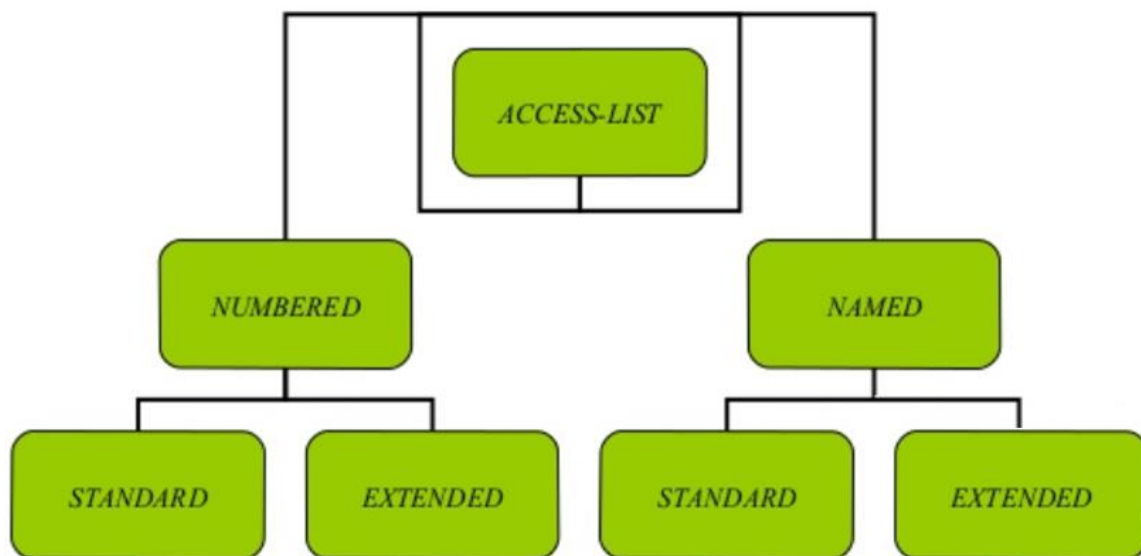 ACCESS-LIST
NUMBERED
NAMED
STANDARD
EXTENDED
STANDARD
EXTENDED